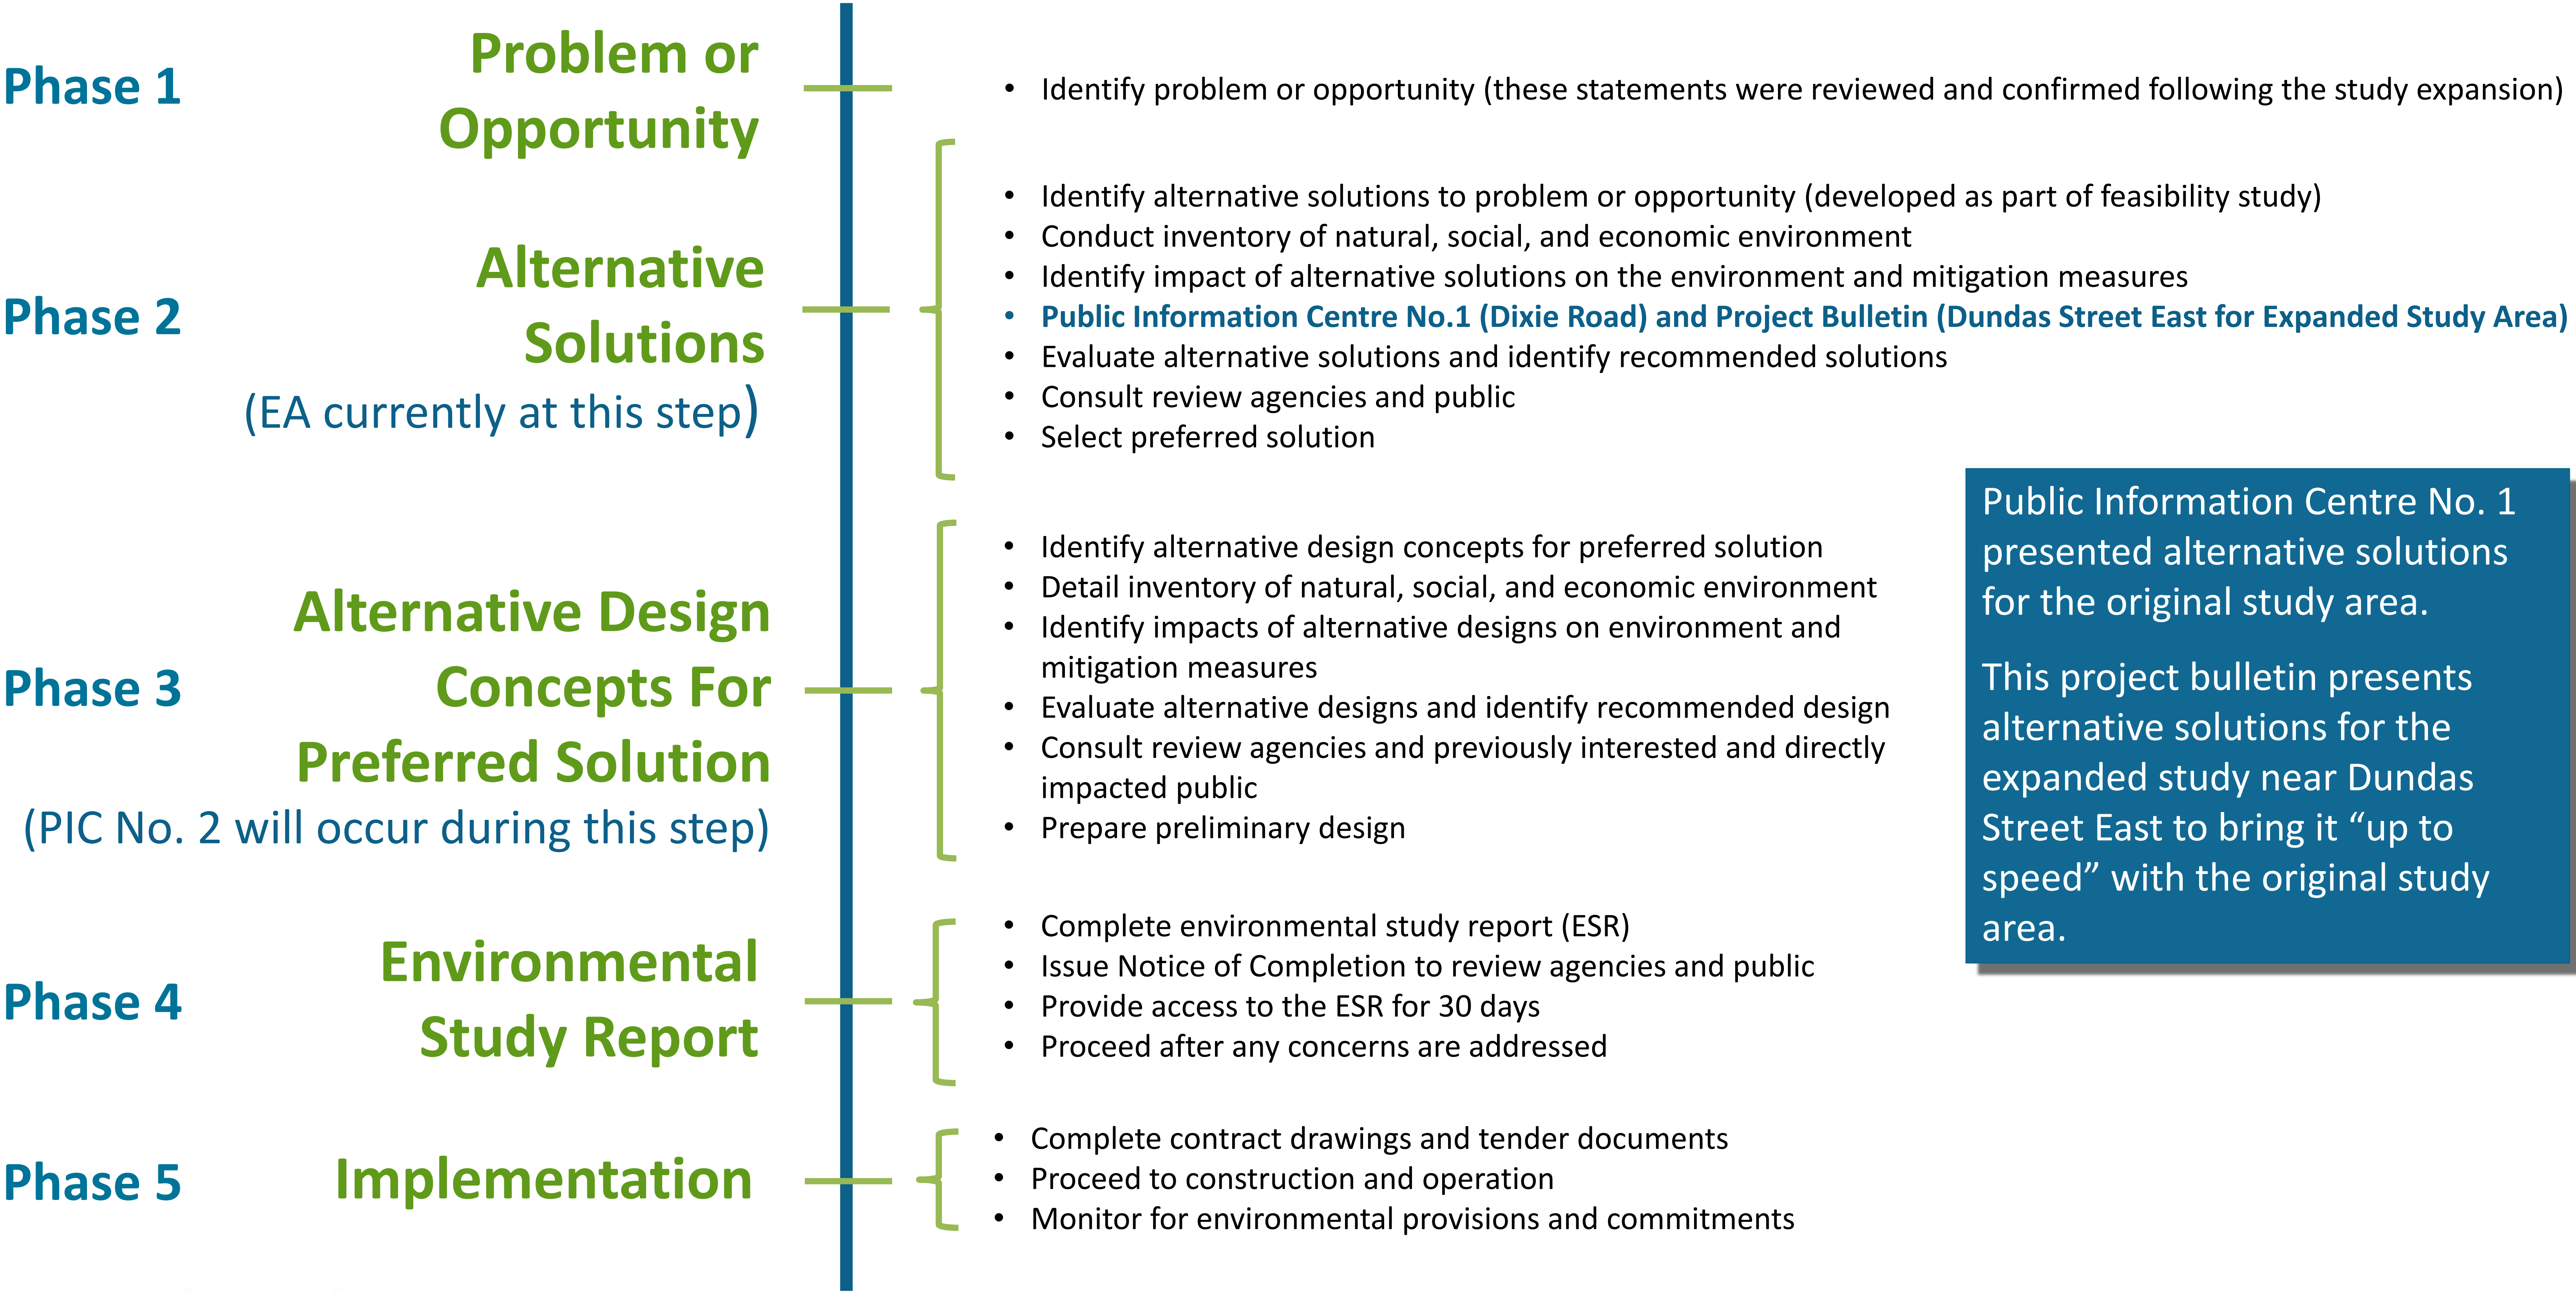 Phase 1
Problem or
Opportunity
• Identify problem or opportunity (these statements were reviewed and confirmed following the study expansion)
Phase 2
Alternative
Solutions
(EA currently at this step)
• Identify alternative solutions to problem or opportunity (developed as part of feasibility study)
• Conduct inventory of natural, social, and economic environment
• Identify impact of alternative solutions on the environment and mitigation measures
• Public Information Centre No.1 (Dixie Road) and Project Bulletin (Dundas Street East for Expanded Study Area)
• Evaluate alternative solutions and identify recommended solutions
• Consult review agencies and public
• Select preferred solution
Phase 3
Alternative Design
Concepts For
Preferred Solution
(PIC No. 2 will occur during this step)
• Identify alternative design concepts for preferred solution
• Detail inventory of natural, social, and economic environment
• Identify impacts of alternative designs on environment and
mitigation measures
• Evaluate alternative designs and identify recommended design
• Consult review agencies and previously interested and directly
impacted public
• Prepare preliminary design
Public Information Centre No. 1
presented alternative solutions
for the original study area.
This project bulletin presents
alternative solutions for the
expanded study near Dundas
Street East to bring it “up to
speed” with the original study
area.
Phase 4
Environmental
Study Report
• Complete environmental study report (ESR)
• Issue Notice of Completion to review agencies and public
• Provide access to the ESR for 30 days
• Proceed after any concerns are addressed
Phase 5
Implementation
• Complete contract drawings and tender documents
• Proceed to construction and operation
• Monitor for environmental provisions and commitments